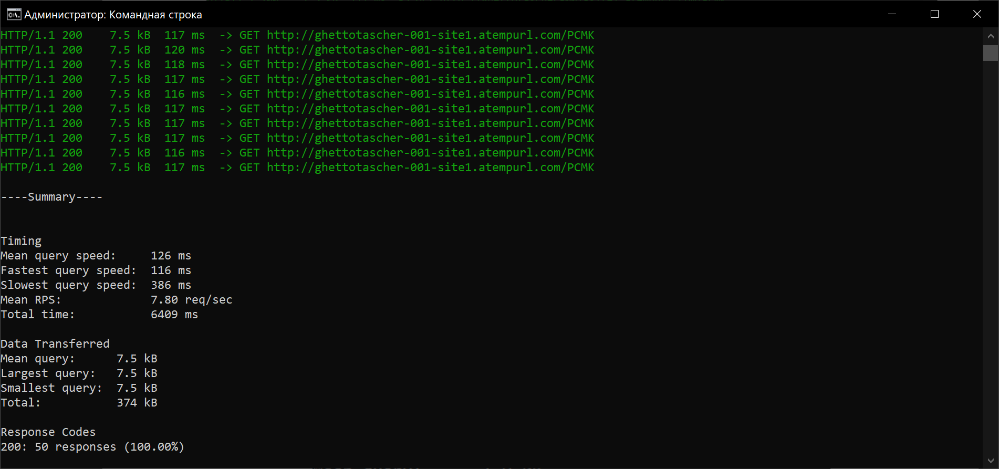 Администратор: Командная строка
HTTP/1.1 200    7.5 kB  117 ms  -> GET http://ghettotascher-001-site1.atempurl.com/PCMK
HTTP/1.1 200    7.5 kB  120 ms  -> GET http://ghettotascher-001-site1.atempurl.com/PCMK
HTTP/1.1 200    7.5 kB  118 ms  -> GET http://ghettotascher-001-site1.atempurl.com/PCMK
HTTP/1.1 200    7.5 kB  117 ms  -> GET http://ghettotascher-001-site1.atempurl.com/PCMK
HTTP/1.1 200    7.5 kB  116 ms  -> GET http://ghettotascher-001-site1.atempurl.com/PCMK
HTTP/1.1 200    7.5 kB  117 ms  -> GET http://ghettotascher-001-site1.atempurl.com/PCMK
HTTP/1.1 200    7.5 kB  117 ms  -> GET http://ghettotascher-001-site1.atempurl.com/PCMK
HTTP/1.1 200    7.5 kB  117 ms  -> GET http://ghettotascher-001-site1.atempurl.com/PCMK
HTTP/1.1 200    7.5 kB  116 ms  -> GET http://ghettotascher-001-site1.atempurl.com/PCMK
HTTP/1.1 200    7.5 kB  117 ms  -> GET http://ghettotascher-001-site1.atempurl.com/PCMK
----Summary----
Timing
Mean query speed:     126 ms
Fastest query speed:  116 ms
Slowest query speed:  386 ms
Mean RPS:             7.80 req/sec
Total time:           6409 ms
Data Transferred
Mean query:      7.5 kB
Largest query:   7.5 kB
Smallest query:  7.5 kB
Total:           374 kB
Response Codes
200: 50 responses (100.00%)